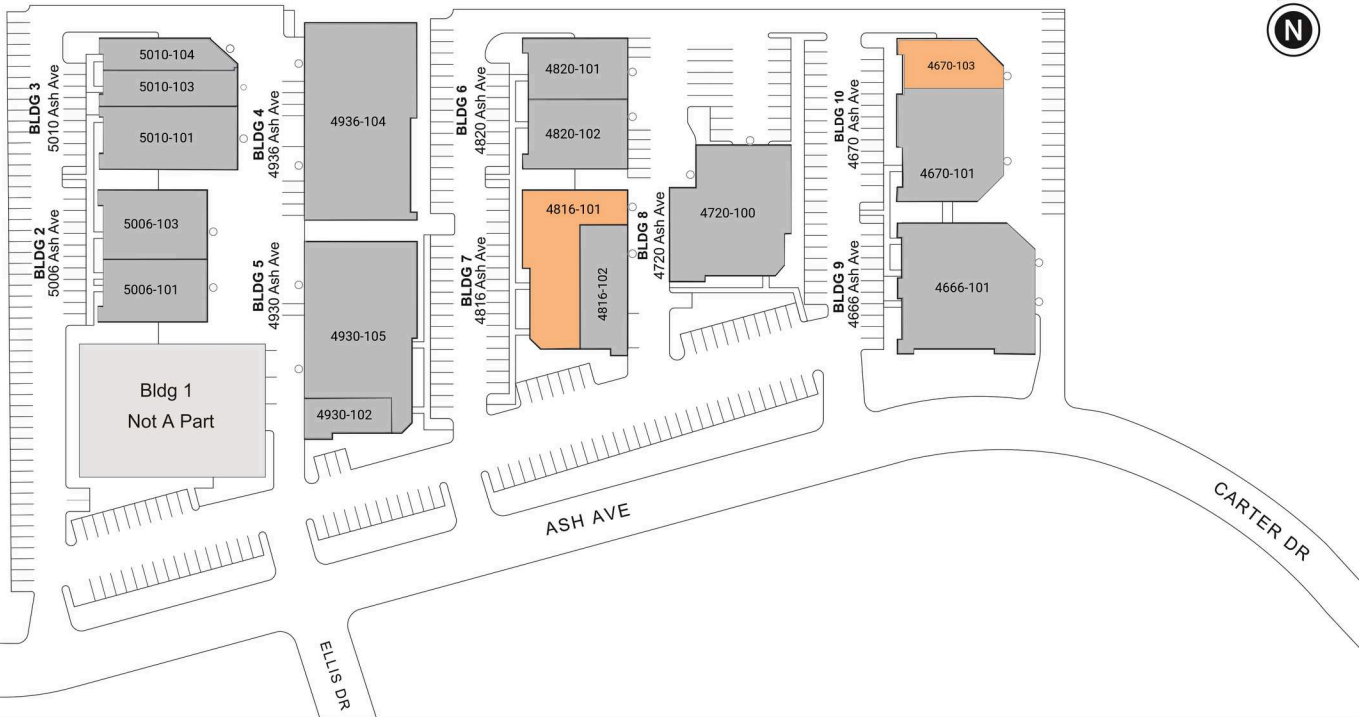 N
BLDG 3
5010 Ash Ave
5010-104
5010-103
5010-101
BLDG 2
5006 Ash Ave
5006-103
5006-101
Bldg 1
Not A Part
BLDG 4
4936 Ash Ave
4936-104
BLDG 5
4930 Ash Ave
4930-105
4930-102
BLDG 6
4820 Ash Ave
4820-101
4820-102
BLDG 7
4816 Ash Ave
4816-101
4816-102
BLDG 8
4720 Ash Ave
4720-100
BLDG 10
4670 Ash Ave
4670-103
4670-101
BLDG 9
4666 Ash Ave
4666-101
ASH AVE
CARTER DR
ELLIS DR